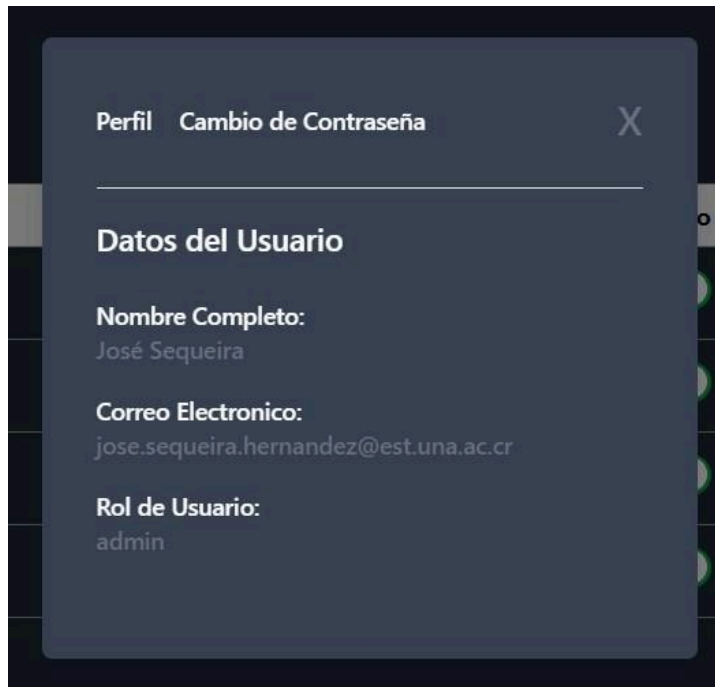 Perfil Cambio de Contraseña X
o
Datos del Usuario
Nombre Completo:
José Sequeira
Correo Electronico:
jose.sequeira.hernandez@est.una.ac.cr
Rol de Usuario:
admin